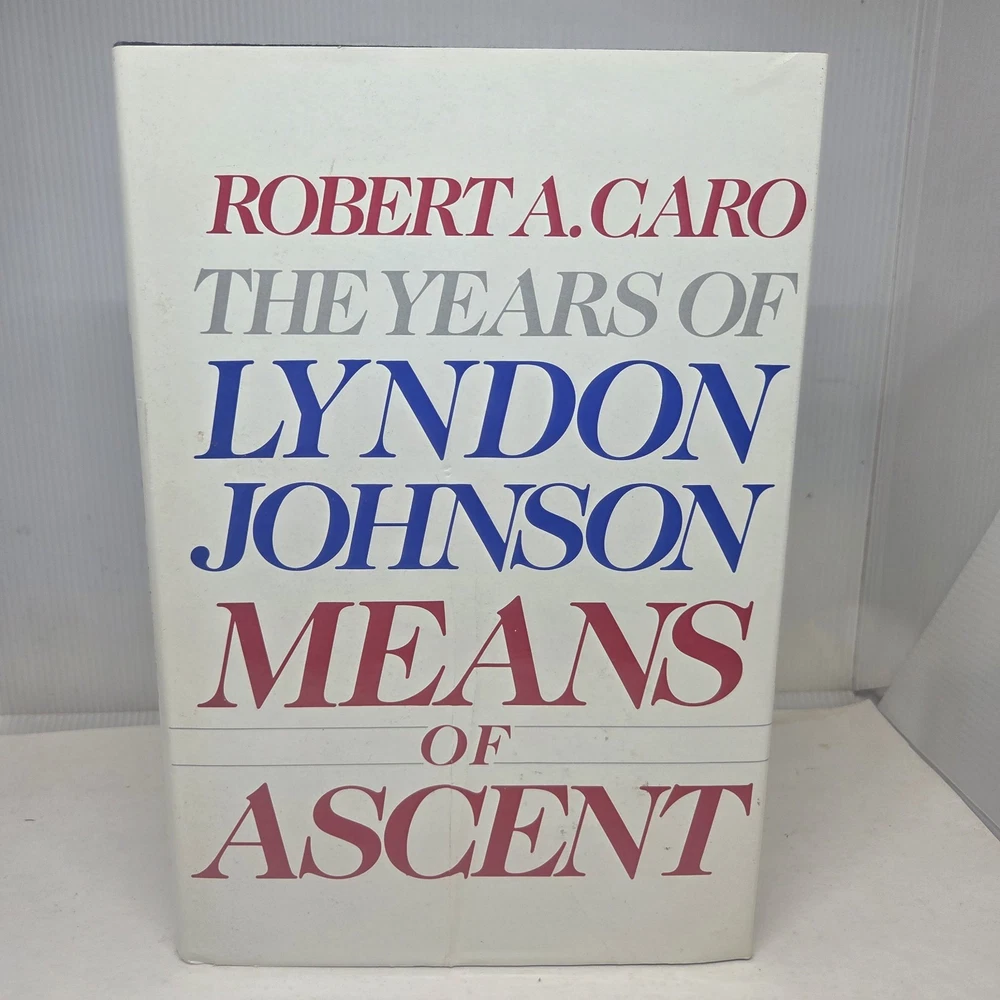 ROBERT A. CARO
THE YEARS OF
LYNDON
JOHNSON
MEANS
OF
ASCENT